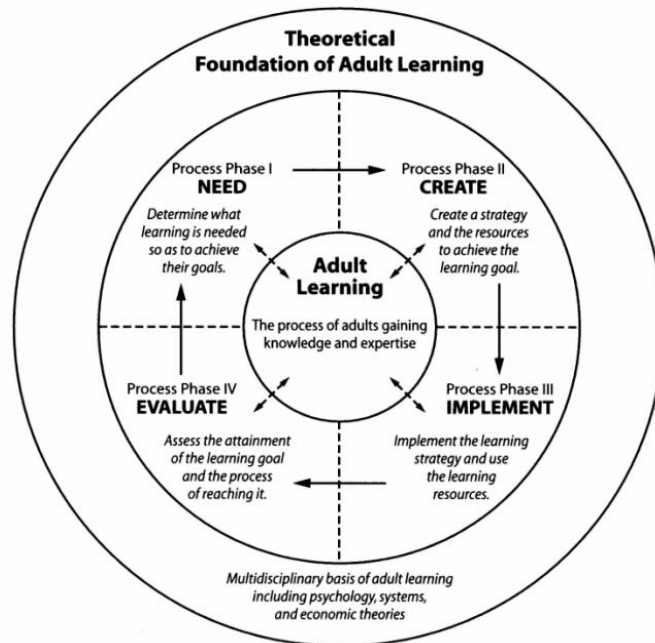 Theoretical
Foundation of Adult Learning
Process Phase I
NEED
Determine what
learning is needed
so as to achieve
their goals.
Process Phase II
CREATE
Create a strategy
and the resources
to achieve the
learning goal.
Adult
Learning
The process of adults gaining
knowledge and expertise
Process Phase IV
EVALUATE
Assess the attainment
of the learning goal
and the process
of reaching it.
Process Phase III
IMPLEMENT
Implement the learning
strategy and use
the learning
resources.
Multidisciplinary basis of adult learning
including psychology, systems,
and economic theories